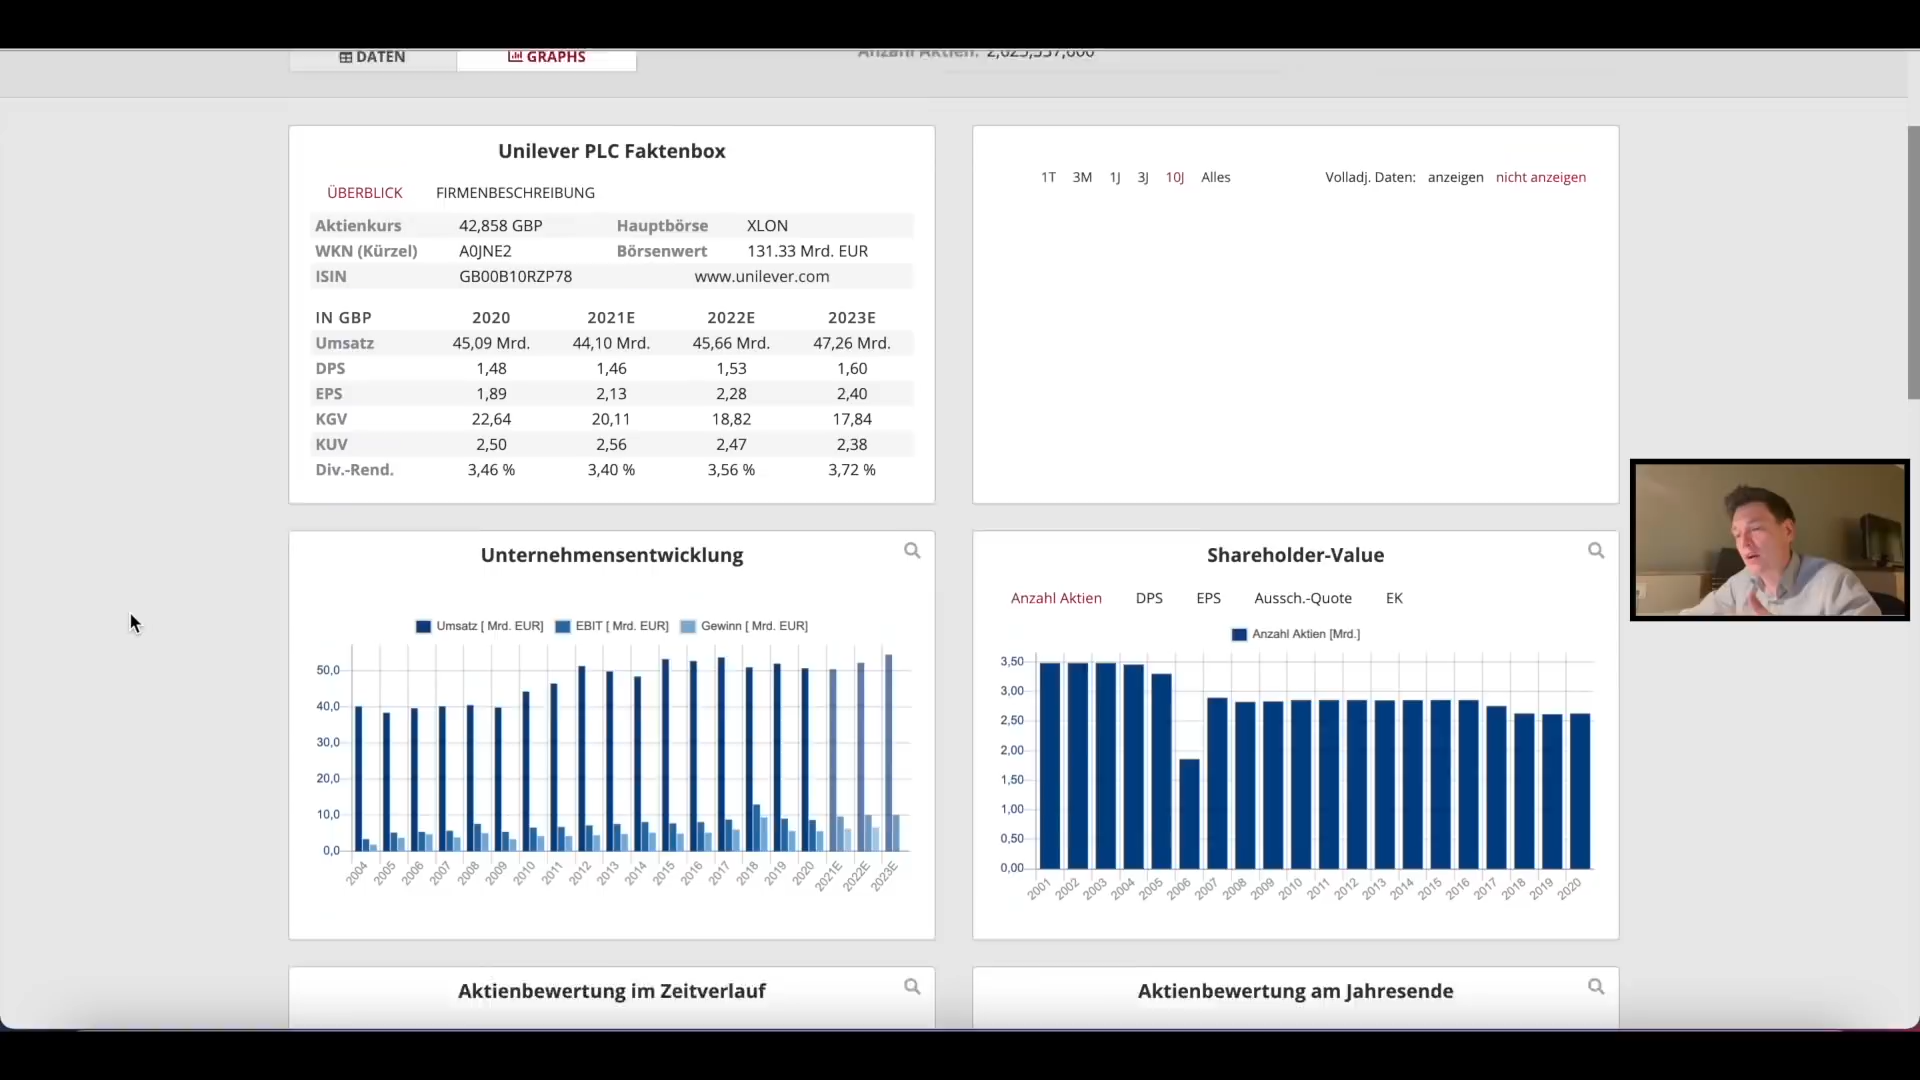 DATEN GRAPHS Anzahl Aktien: 2,625,357,600
Unilever PLC Faktenbox
ÜBERBLICK FIRMENBESCHREIBUNG
Aktienkurs 42,858 GBP Hauptbörse XLON
WKN (Kürzel) A0JNE2 Börsenwert 131.33 Mrd. EUR
ISIN GB00B10RZP78 www.unilever.com
IN GBP 2020 2021E 2022E 2023E
Umsatz 45,09 Mrd. 44,10 Mrd. 45,66 Mrd. 47,26 Mrd.
DPS 1,48 1,46 1,53 1,60
EPS 1,89 2,13 2,28 2,40
KGV 22,64 20,11 18,82 17,84
KUV 2,50 2,56 2,47 2,38
Div.-Rend. 3,46 % 3,40 % 3,56 % 3,72 %
1T 3M 1J 3J 10J Alles Volladj. Daten: anzeigen nicht anzeigen
Unternehmensentwicklung
Umsatz [ Mrd. EUR] EBIT [ Mrd. EUR] Gewinn [ Mrd. EUR]
50,0
40,0
30,0
20,0
10,0
0,0
2004 2005 2006 2007 2008 2009 2010 2011 2012 2013 2014 2015 2016 2017 2018 2019 2020 2021E 2022E 2023E
Shareholder-Value
Anzahl Aktien DPS EPS Aussch.-Quote EK
Anzahl Aktien [Mrd.]
3,50
3,00
2,50
2,00
1,50
1,00
0,50
0,00
2001 2002 2003 2004 2005 2006 2007 2008 2009 2010 2011 2012 2013 2014 2015 2016 2017 2018 2019 2020
Aktienbewertung im Zeitverlauf
Aktienbewertung am Jahresende